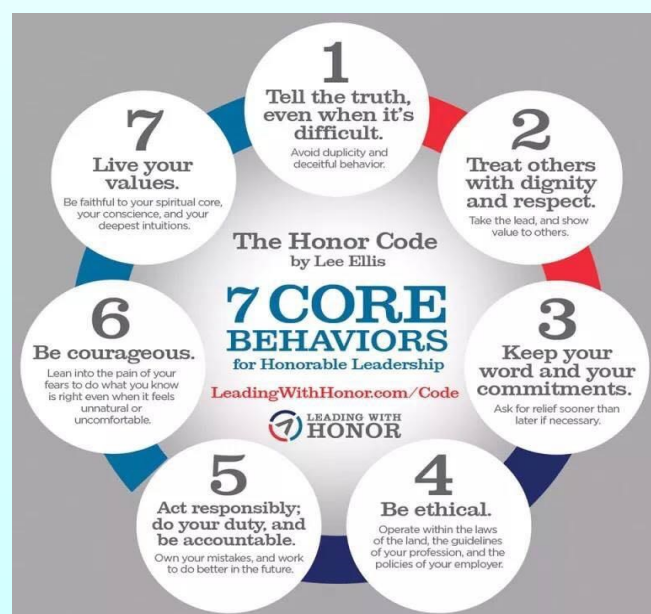 1
Tell the truth,
even when it's
difficult.
Avoid duplicity and
deceitful behavior.
2
Treat others
with dignity
and respect.
Take the lead, and show
value to others.
3
Keep your
word and your
commitments.
Ask for relief sooner than
later if necessary.
4
Be ethical.
Operate within the laws
of the land, the guidelines
of your profession, and the
policies of your employer.
5
Act responsibly;
do your duty, and
be accountable.
Own your mistakes, and work
to do better in the future.
6
Be courageous.
Lean into the pain of your
fears to do what you know
is right even when it feels
unnatural or
uncomfortable.
7
Live your
values.
Be faithful to your spiritual core,
your conscience, and your
deepest intuitions.
The Honor Code
by Lee Ellis
7 CORE
BEHAVIORS
for Honorable Leadership
LeadingWithHonor.com/Code
LEADING WITH
HONOR